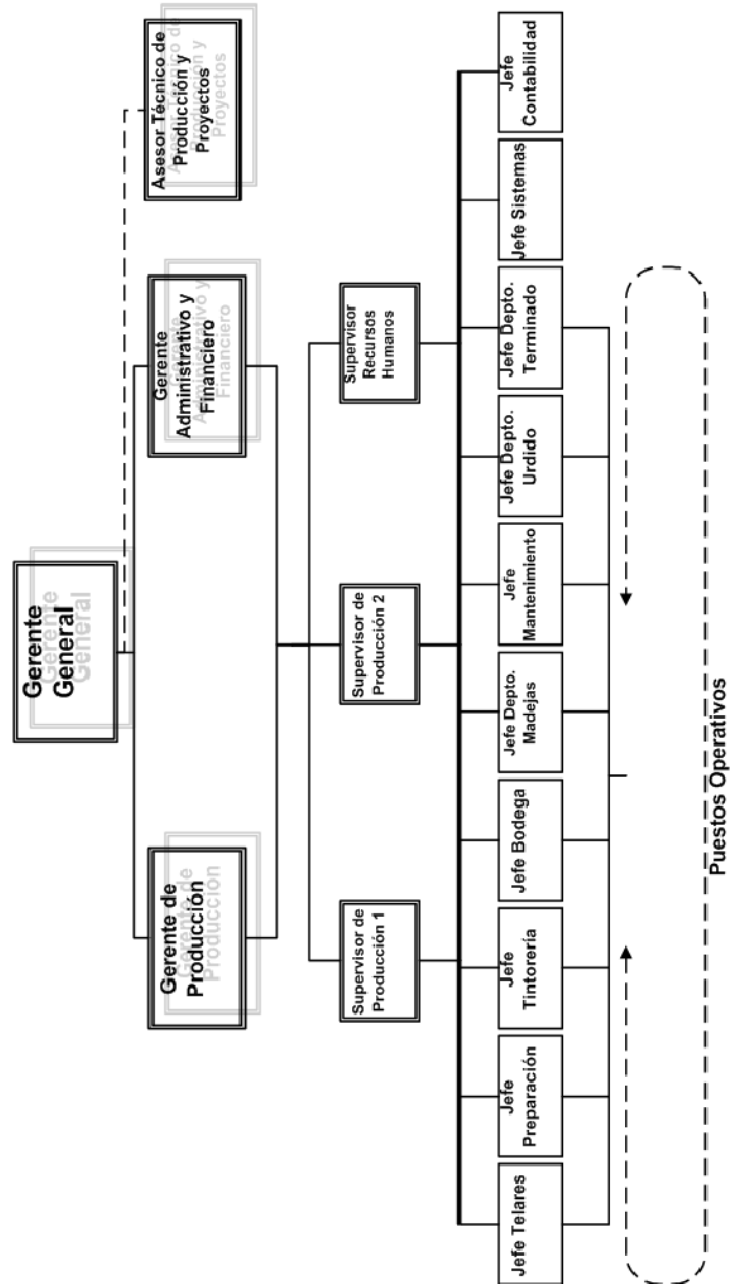 Gerente
General
Asesor Técnico de
Producción y
Proyectos
Gerente de
Producción
Gerente
Administrativo y
Financiero
Supervisor de
Producción 1
Supervisor de
Producción 2
Supervisor
Recursos
Humanos
Jefe Telares
Jefe
Preparación
Jefe
Tintorería
Jefe Bodega
Jefe Depto.
Madejas
Jefe
Mantenimiento
Jefe Depto.
Urdido
Jefe Depto.
Terminado
Jefe Sistemas
Jefe
Contabilidad
Puestos Operativos